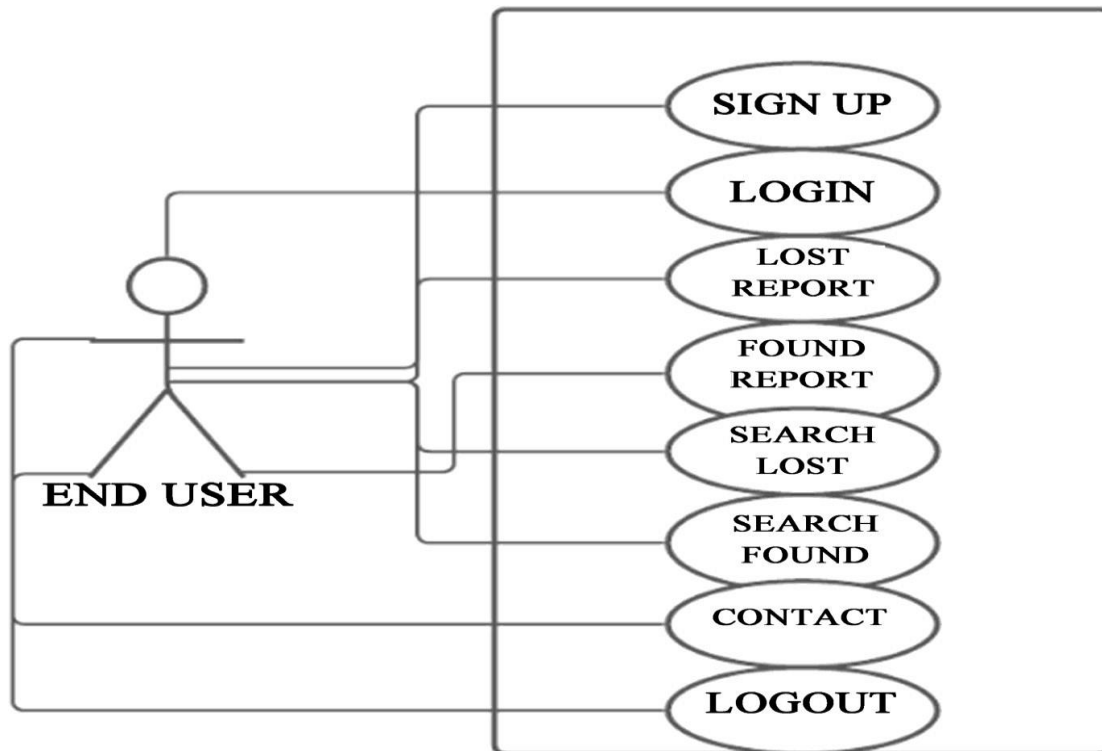 SIGN UP
LOGIN
LOST
REPORT
FOUND
REPORT
SEARCH
LOST
END USER
SEARCH
FOUND
CONTACT
LOGOUT